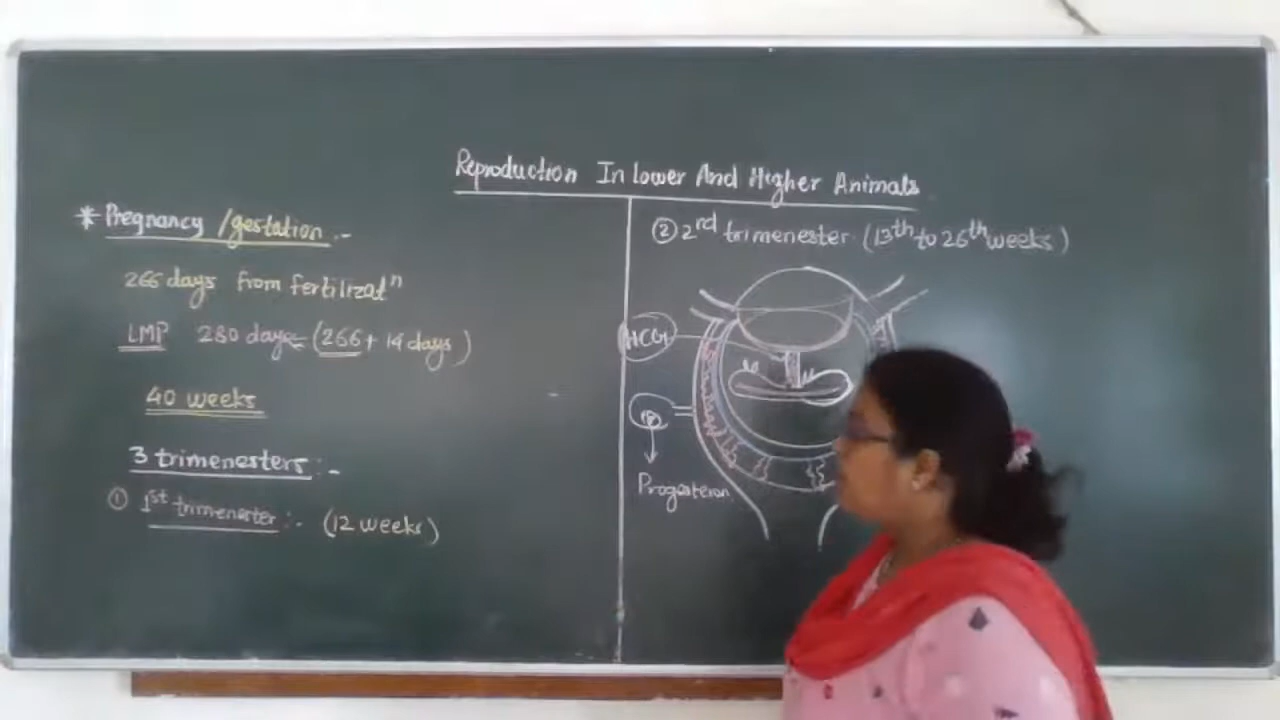 Reproduction In Lower And Higher Animals
* Pregnancy /gestation :-
266 days from fertilizatⁿ
LMP 280 days = (266 + 14 days)
40 weeks
3 trimenesters :-
① 1st trimenester :- (12 weeks)
② 2nd trimenester (13th to 26th weeks)
HCG
Progesteron